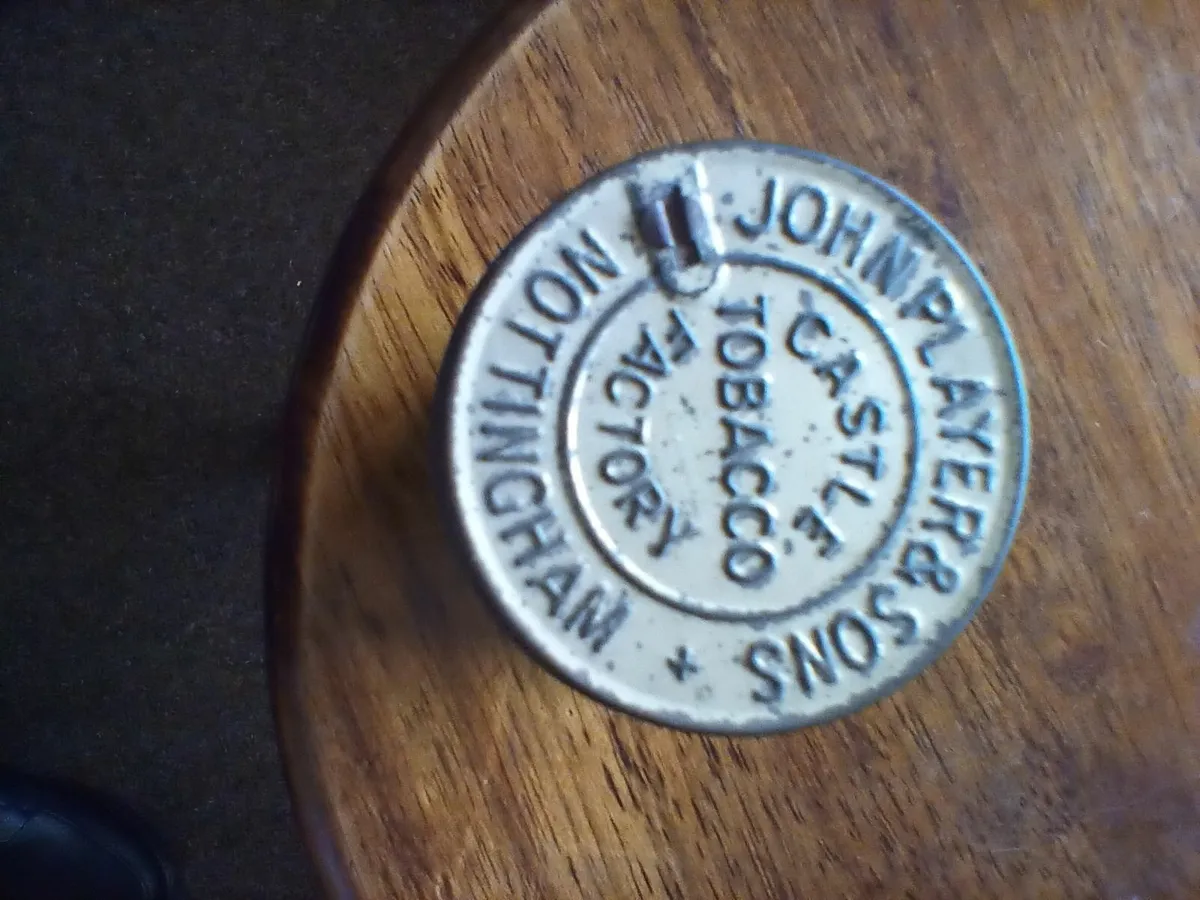 JOHN PLAYER & SONS
NOTTINGHAM
CASTLE
TOBACCO
FACTORY